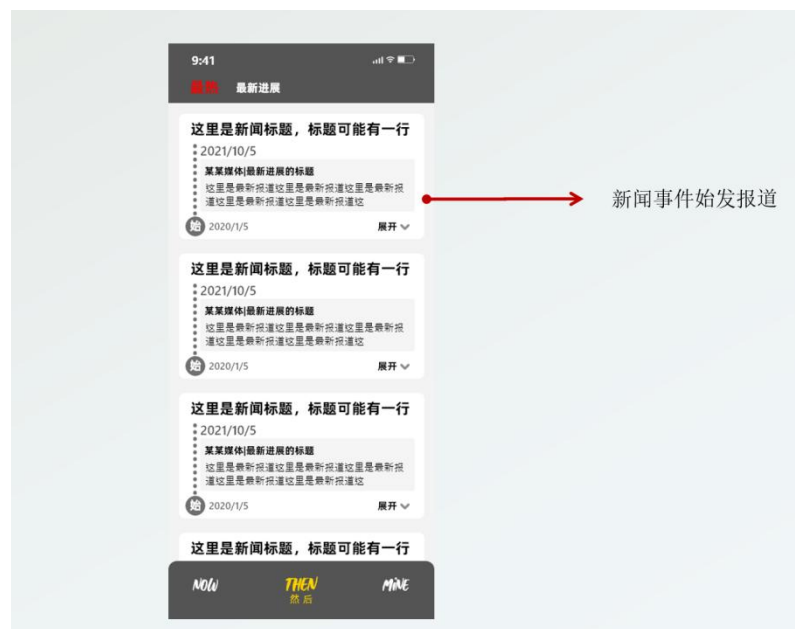 9:41
最热 最新进展
这里是新闻标题，标题可能有一行
2021/10/5
某某媒体|最新进展的标题
这里是最新报道这里是最新报道这里是最新报
道这里是最新报道这里是最新报道这
始 2020/1/5 展开
新闻事件始发报道
这里是新闻标题，标题可能有一行
2021/10/5
某某媒体|最新进展的标题
这里是最新报道这里是最新报道这里是最新报
道这里是最新报道这里是最新报道这
始 2020/1/5 展开
这里是新闻标题，标题可能有一行
2021/10/5
某某媒体|最新进展的标题
这里是最新报道这里是最新报道这里是最新报
道这里是最新报道这里是最新报道这
始 2020/1/5 展开
这里是新闻标题，标题可能有一行
NOW THEN MINE
然后